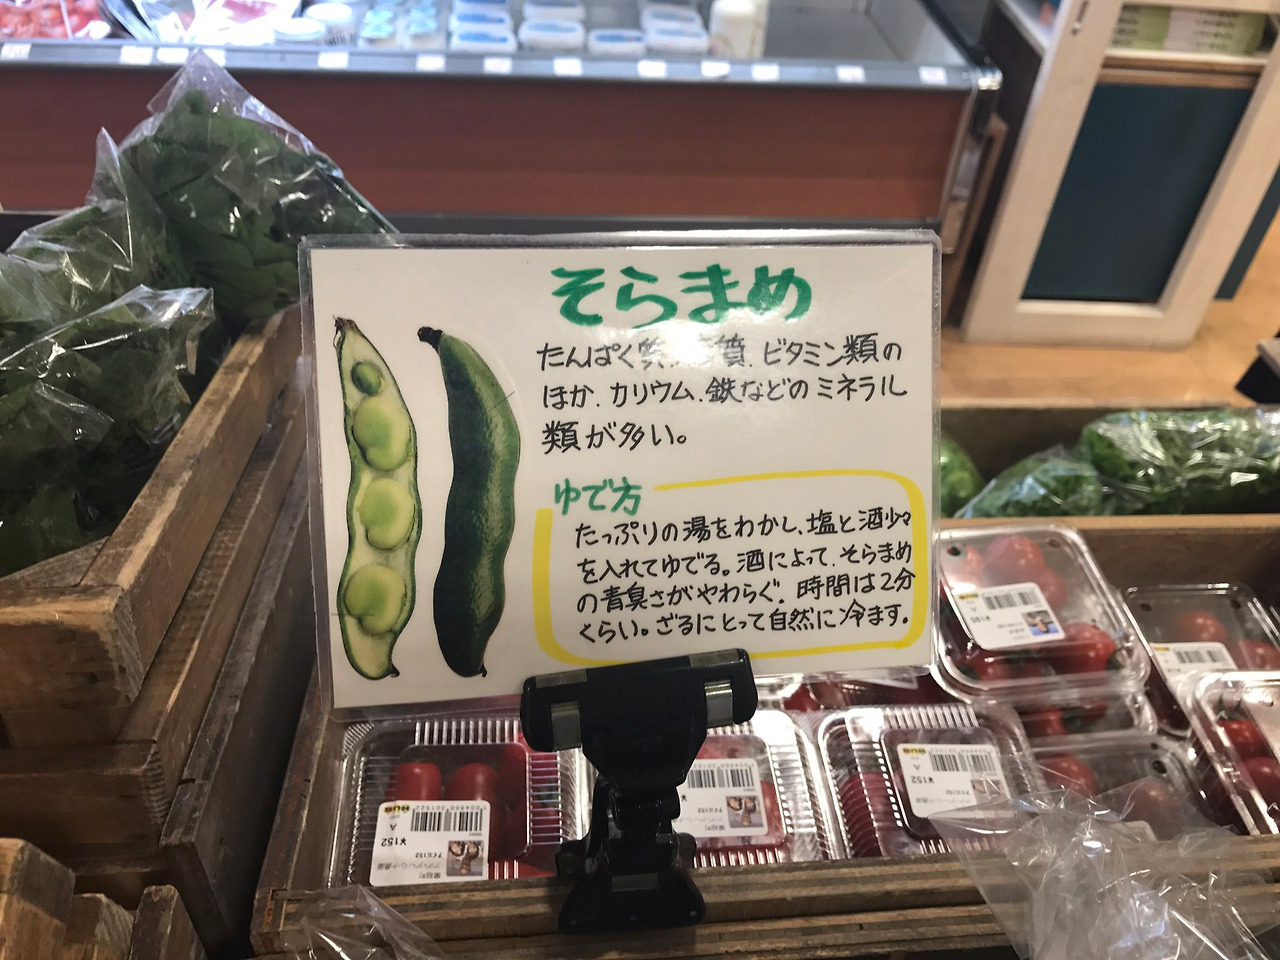 そらまめ
たんぱく質、 質、ビタミン類の
ほか、カリウム、鉄などのミネラル
類が多い。
ゆで方
たっぷりの湯をわかし、塩と酒少々
を入れてゆでる。酒によって、そらまめ
の青臭さがやわらぐ。時間は2分
くらい。ざるにとって自然に冷ます。
¥185
A
¥152
A
¥152
A